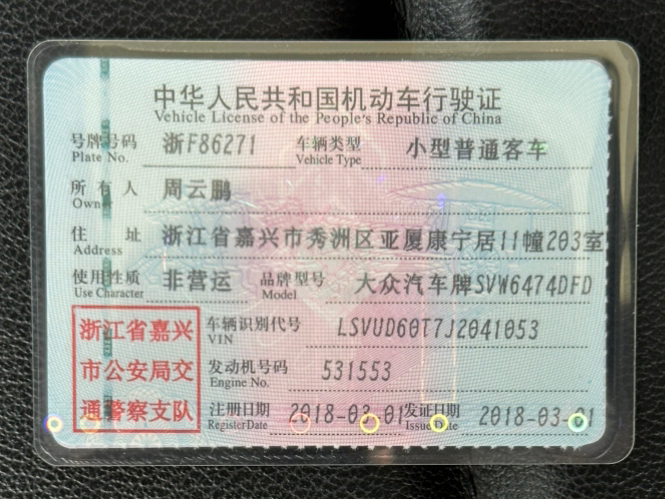 中华人民共和国机动车行驶证
Vehicle License of the People's Republic of China
号牌号码 浙F86271 车辆类型 小型普通客车
Plate No. Vehicle Type
所有人 周云鹏
Owner
住址 浙江省嘉兴市秀洲区亚厦康宁居11幢203室
Address
使用性质 非营运 品牌型号 大众汽车牌SVW6474DFD
Use Character Model
浙江省嘉兴
市公安局交
通警察支队
车辆识别代号 LSVUD60T7J2041053
VIN
发动机号码 531553
Engine No.
注册日期 2018-03-01 发证日期 2018-03-01
Register Date Issue Date